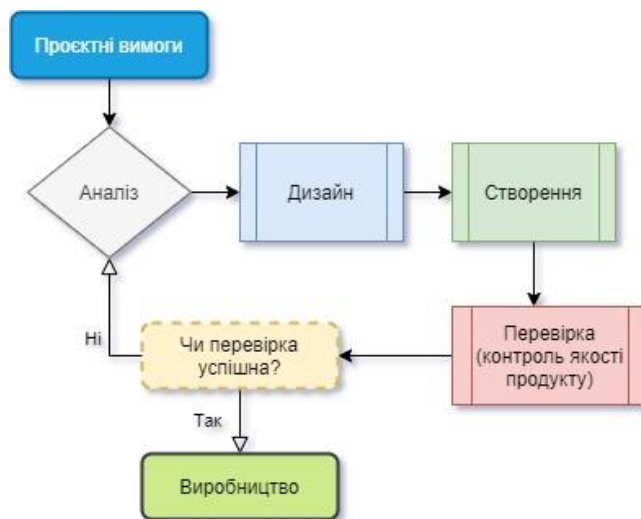 Проєктні вимоги
Аналіз
Дизайн
Створення
Перевірка
(контроль якості
продукту)
Чи перевірка
успішна?
Ні
Так
Виробництво